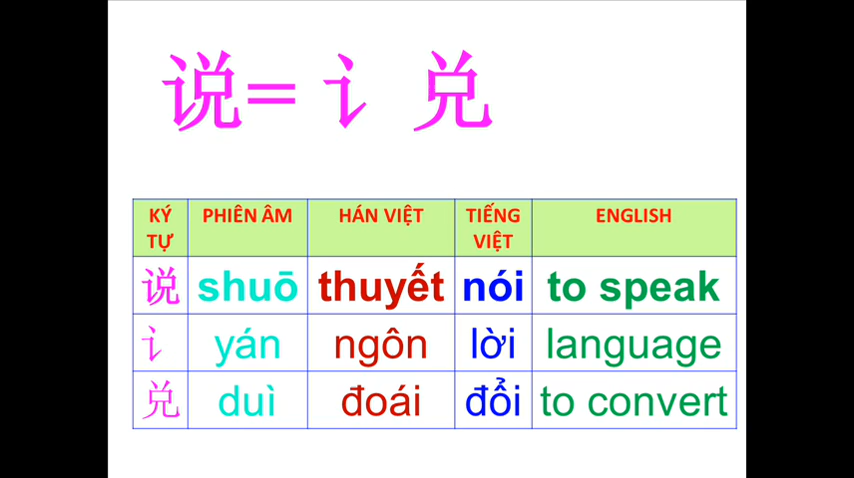 说= 讠 兑
KÝ TỰ PHIÊN ÂM HÁN VIỆT TIẾNG VIỆT ENGLISH
说 shuō thuyết nói to speak
讠 yán ngôn lời language
兑 duì đoái đổi to convert